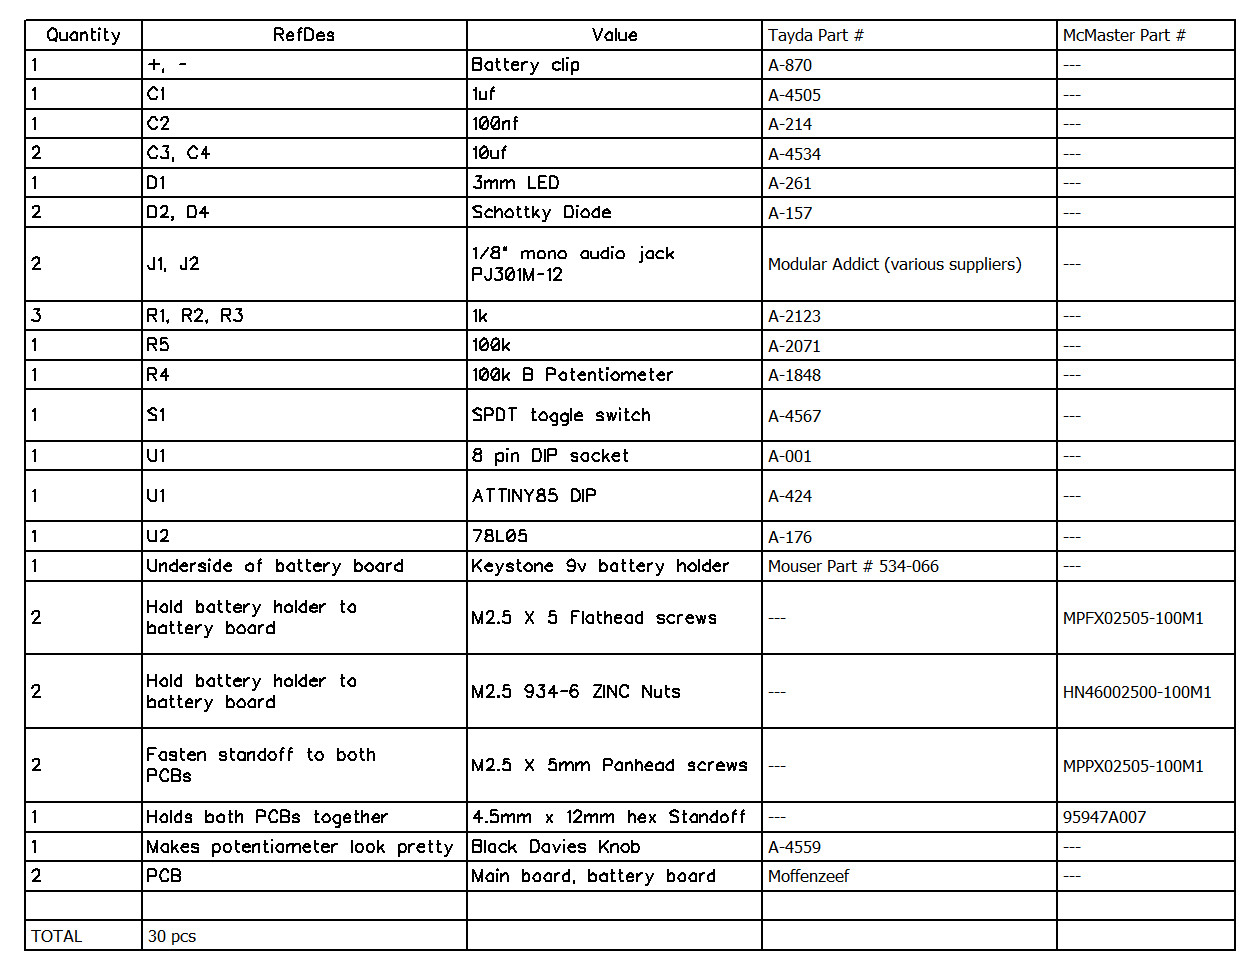 Quantity RefDes Value Tayda Part # McMaster Part #
1 +, - Battery clip A-870 ---
1 C1 1uf A-4505 ---
1 C2 100nf A-214 ---
2 C3, C4 10uf A-4534 ---
1 D1 3mm LED A-261 ---
2 D2, D4 Schottky Diode A-157 ---
2 J1, J2 1/8" mono audio jack Modular Addict (various suppliers) ---
PJ301M-12
3 R1, R2, R3 1k A-2123 ---
1 R5 100k A-2071 ---
1 R4 100k B Potentiometer A-1848 ---
1 S1 SPDT toggle switch A-4567 ---
1 U1 8 pin DIP socket A-001 ---
1 U1 ATTINY85 DIP A-424 ---
1 U2 78L05 A-176 ---
1 Underside of battery board Keystone 9v battery holder Mouser Part # 534-066 ---
2 Hold battery holder to M2.5 X 5 Flathead screws --- MPFX02505-100M1
battery board
2 Hold battery holder to M2.5 934-6 ZINC Nuts --- HN46002500-100M1
battery board
2 Fasten standoff to both M2.5 X 5mm Panhead screws --- MPPX02505-100M1
PCBs
1 Holds both PCBs together 4.5mm x 12mm hex Standoff --- 95947A007
1 Makes potentiometer look pretty Black Davies Knob A-4559 ---
2 PCB Main board, battery board Moffenzeef ---
TOTAL 30 pcs